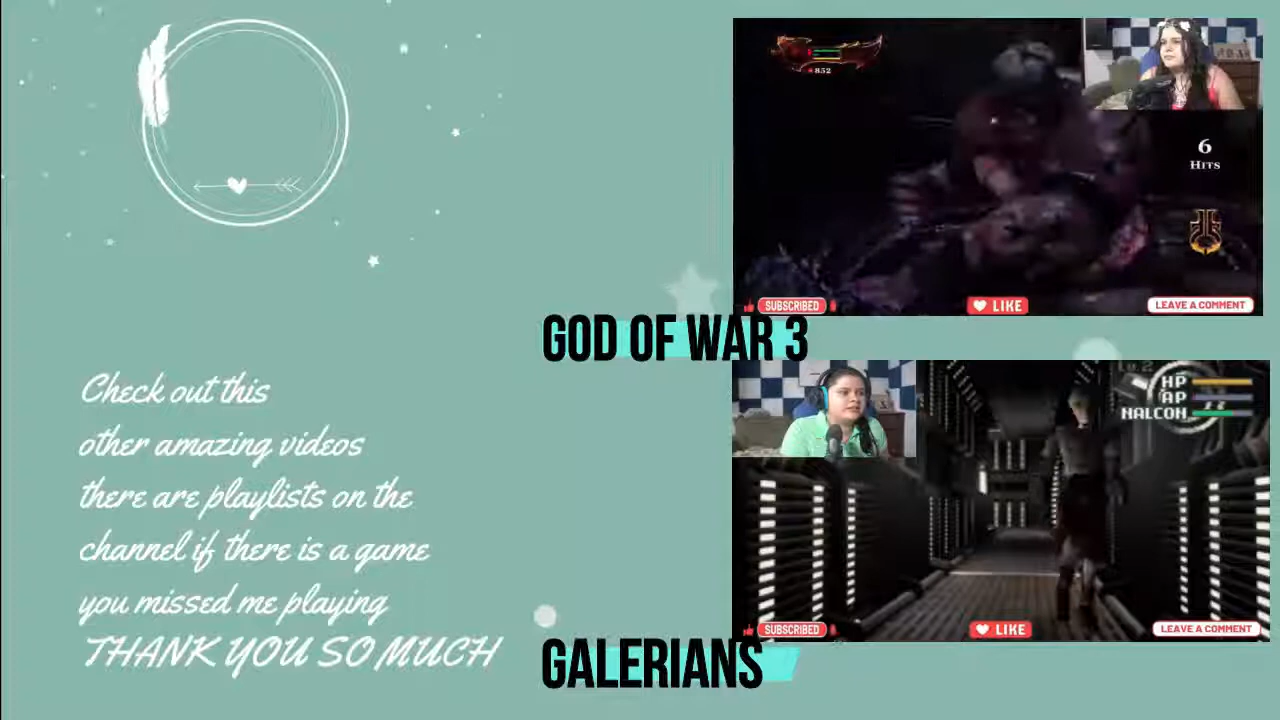 852
6
HITS
SUBSCRIBED
LIKE
LEAVE A COMMENT
GOD OF WAR 3
Check out this
other amazing videos
there are playlists on the
channel if there is a game
you missed me playing
THANK YOU SO MUCH
HP
AP
NALCON
SUBSCRIBED
LIKE
LEAVE A COMMENT
GALERIANS